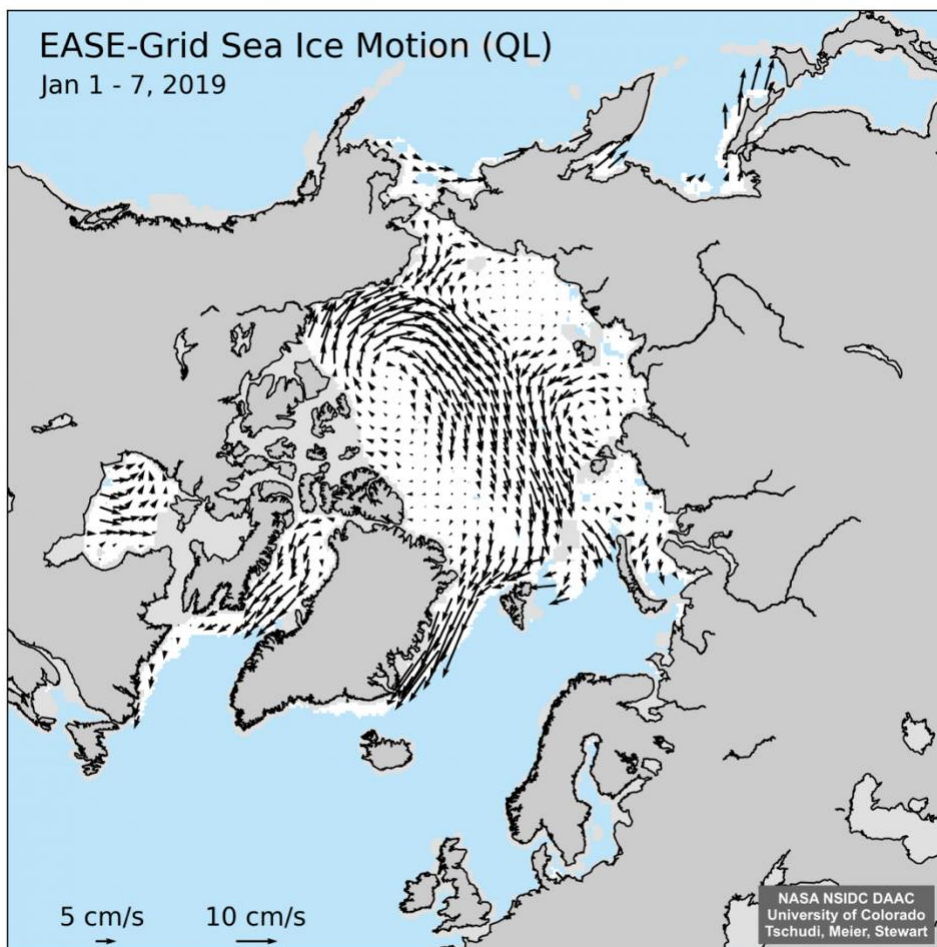 EASE-Grid Sea Ice Motion (QL)
Jan 1 - 7, 2019
5 cm/s
10 cm/s
NASA NSIDC DAAC
University of Colorado
Tschudi, Meier, Stewart